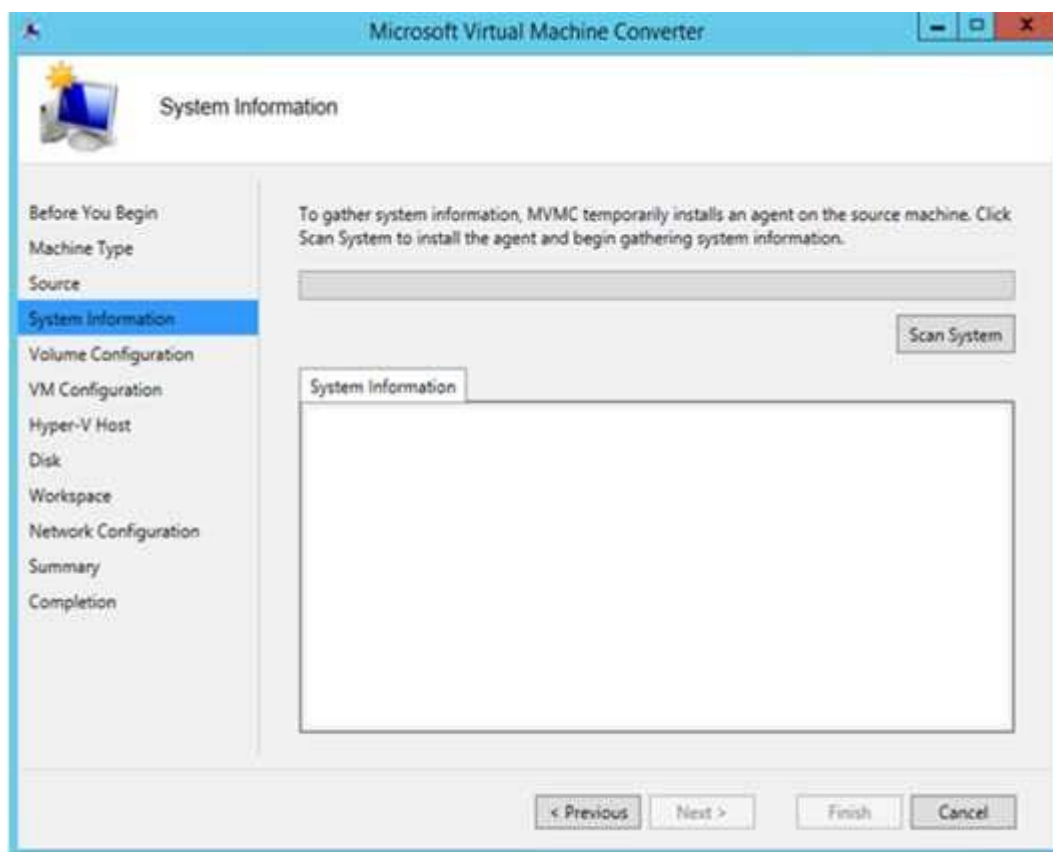 Microsoft Virtual Machine Converter
System Information
Before You Begin
Machine Type
Source
System Information
Volume Configuration
VM Configuration
Hyper-V Host
Disk
Workspace
Network Configuration
Summary
Completion
To gather system information, MVMC temporarily installs an agent on the source machine. Click
Scan System to install the agent and begin gathering system information.
Scan System
System Information
< Previous
Next >
Finish
Cancel